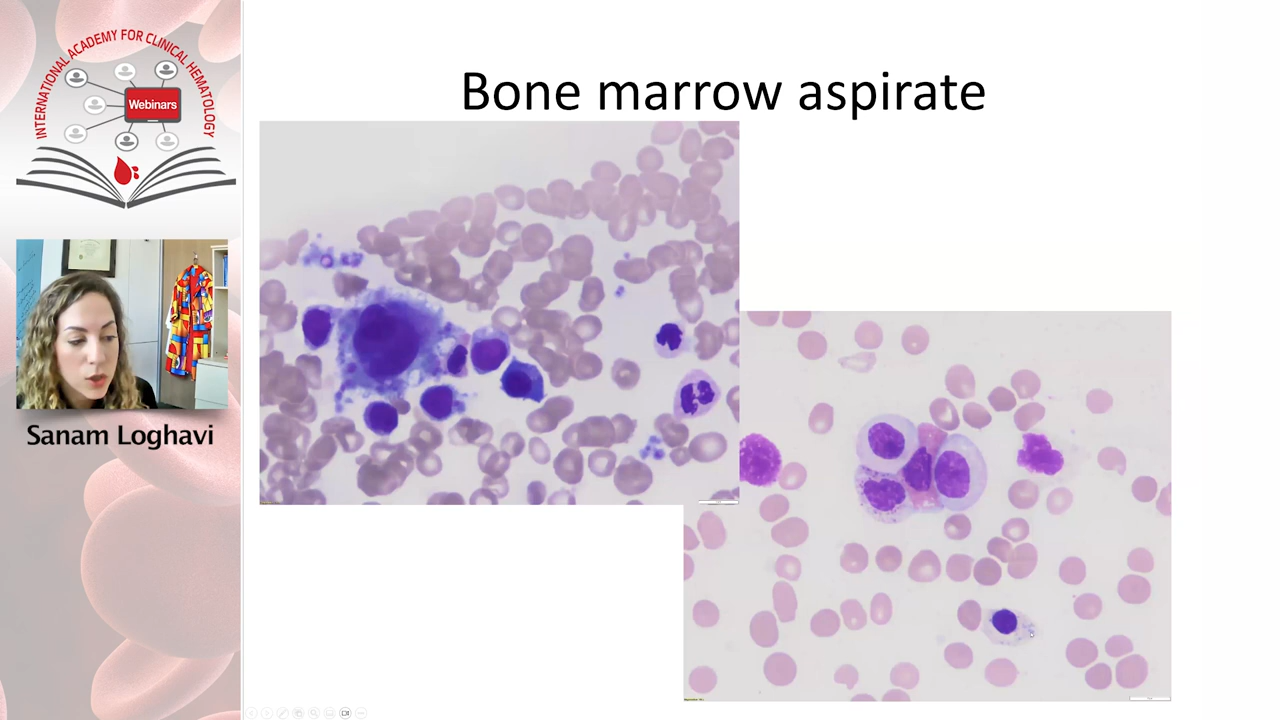 INTERNATIONAL ACADEMY FOR CLINICAL HEMATOLOGY
Webinars
Sanam Loghavi
Bone marrow aspirate